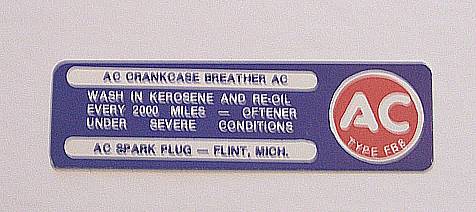 AC CRANKCASE BREATHER AC
WASH IN KEROSENE AND RE-OIL
EVERY 2000 MILES — OFTENER
UNDER SEVERE CONDITIONS
AC SPARK PLUG — FLINT, MICH.
AC
TYPE FB8